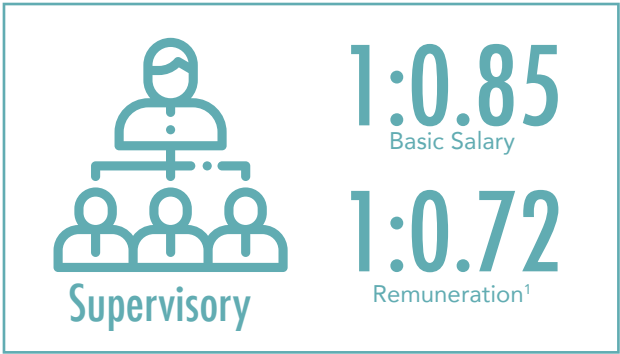 1:0.85
Basic Salary
1:0.72
Remuneration¹
Supervisory